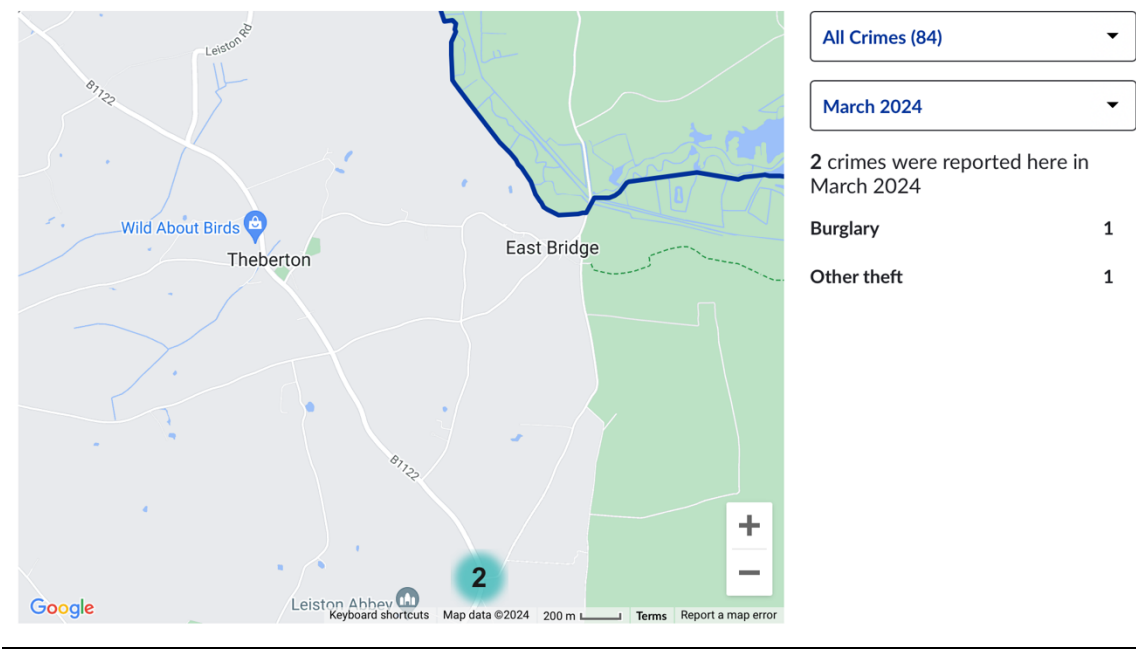 All Crimes (84)
March 2024
2 crimes were reported here in
March 2024
Burglary 1
Other theft 1
Leiston Rd
B1122
Wild About Birds
Theberton
East Bridge
B1122
2
Leiston Abbey
Google
Keyboard shortcuts Map data ©2024 200 m Terms Report a map error